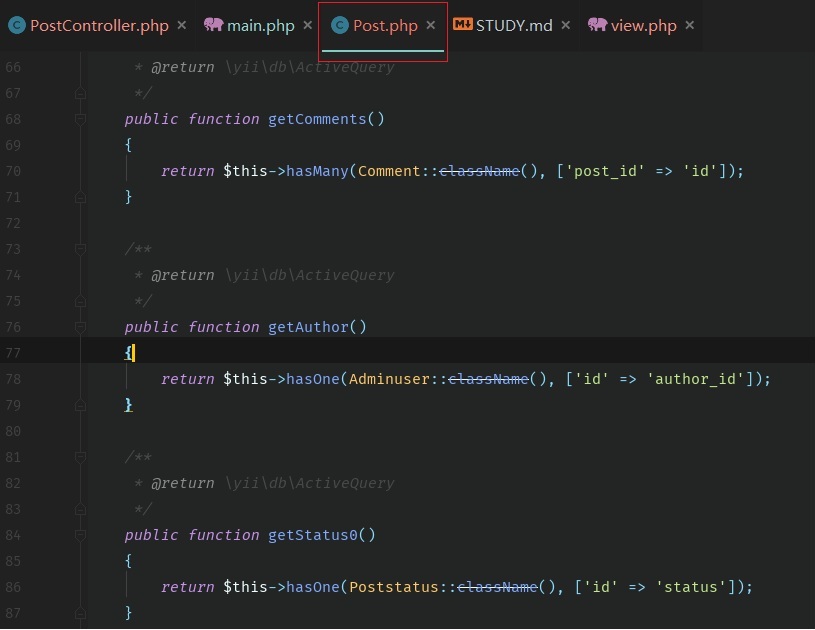 PostController.php × main.php × Post.php × M↓ STUDY.md × view.php ×
66 * @return \yii\db\ActiveQuery
67 */
68 public function getComments()
69 {
70 return $this->hasMany(Comment::className(), ['post_id' => 'id']);
71 }
72
73 /**
74 * @return \yii\db\ActiveQuery
75 */
76 public function getAuthor()
77 {
78 return $this->hasOne(Adminuser::className(), ['id' => 'author_id']);
79 }
80
81 /**
82 * @return \yii\db\ActiveQuery
83 */
84 public function getStatus0()
85 {
86 return $this->hasOne(Poststatus::className(), ['id' => 'status']);
87 }